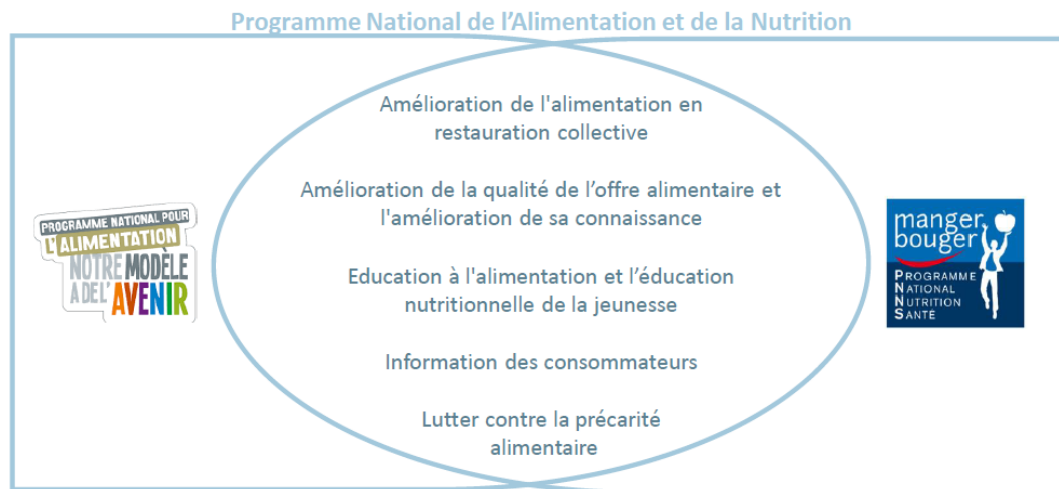 Programme National de l’Alimentation et de la Nutrition
Amélioration de l'alimentation en
restauration collective
Amélioration de la qualité de l’offre alimentaire et
l'amélioration de sa connaissance
Education à l'alimentation et l’éducation
nutritionnelle de la jeunesse
Information des consommateurs
Lutter contre la précarité
alimentaire
PROGRAMME NATIONAL POUR
L'ALIMENTATION
NOTRE MODÈLE
A DE L'AVENIR
manger
bouger
PROGRAMME
NATIONAL
NUTRITION
SANTÉ